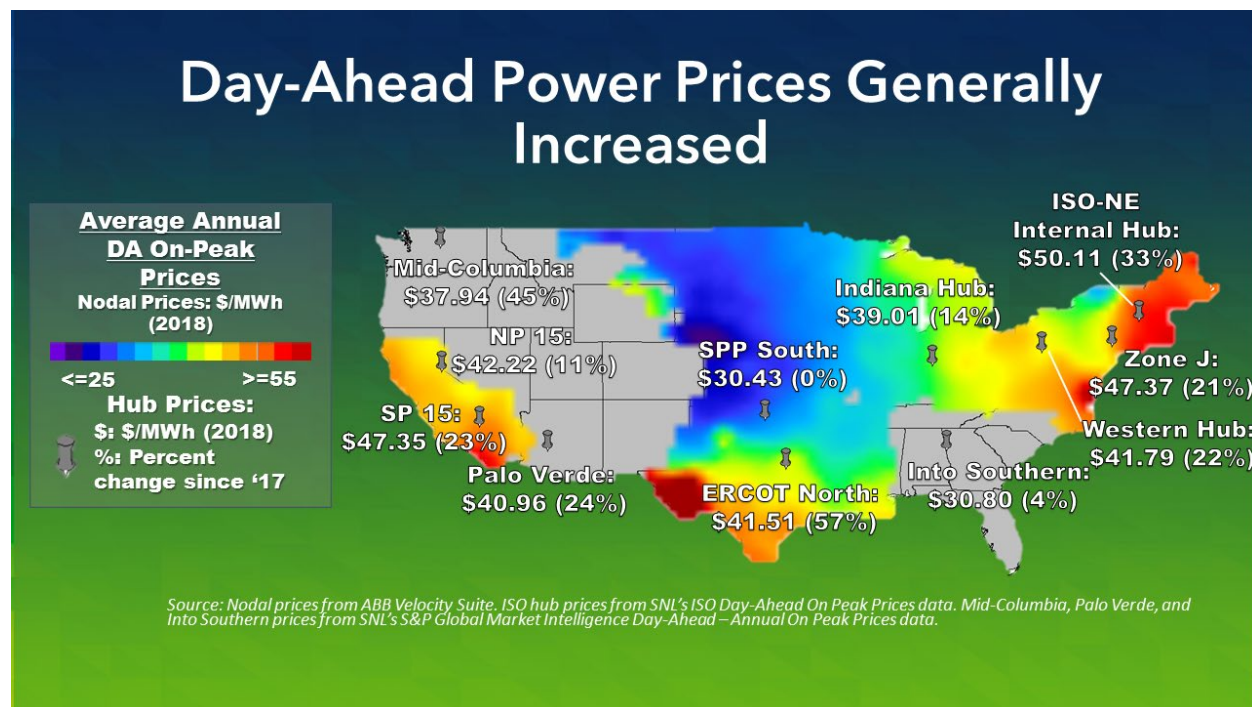 Day-Ahead Power Prices Generally
Increased
Average Annual
DA On-Peak
Prices
Nodal Prices: $/MWh
(2018)
<=25 >=55
Hub Prices:
$: $/MWh (2018)
%: Percent
change since ‘17
Mid-Columbia:
$37.94 (45%)
NP 15:
$42.22 (11%)
SP 15:
$47.35 (23%)
Palo Verde:
$40.96 (24%)
SPP South:
$30.43 (0%)
ERCOT North:
$41.51 (57%)
Indiana Hub:
$39.01 (14%)
Into Southern:
$30.80 (4%)
ISO-NE
Internal Hub:
$50.11 (33%)
Zone J:
$47.37 (21%)
Western Hub:
$41.79 (22%)
Source: Nodal prices from ABB Velocity Suite. ISO hub prices from SNL’s ISO Day-Ahead On Peak Prices data. Mid-Columbia, Palo Verde, and
Into Southern prices from SNL’s S&P Global Market Intelligence Day-Ahead – Annual On Peak Prices data.